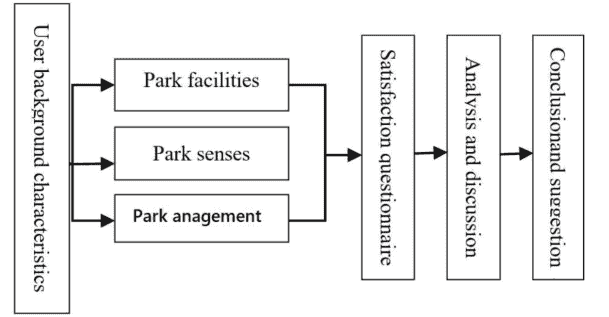 User background characteristics
Park facilities
Park senses
Park anagement
Satisfaction questionnaire
Analysis and discussion
Conclusionand suggestion